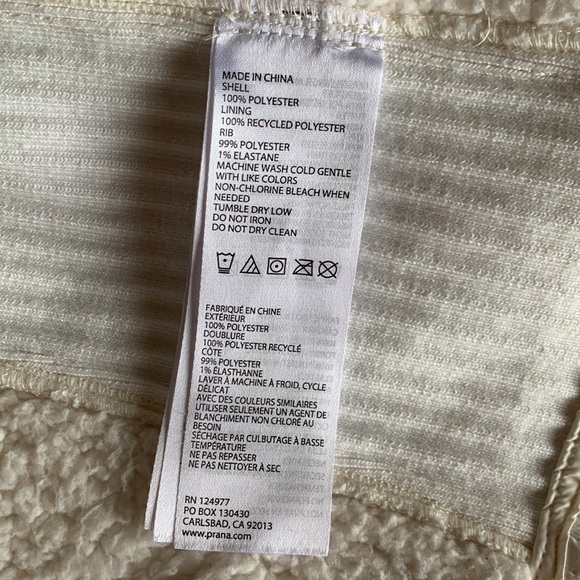 MADE IN CHINA
SHELL
100% POLYESTER
LINING
100% RECYCLED POLYESTER
RIB
99% POLYESTER
1% ELASTANE
MACHINE WASH COLD GENTLE
WITH LIKE COLORS
NON-CHLORINE BLEACH WHEN
NEEDED
TUMBLE DRY LOW
DO NOT IRON
DO NOT DRY CLEAN
FABRIQUÉ EN CHINE
EXTÉRIEUR
100% POLYESTER
DOUBLURE
100% POLYESTER RECYCLÉ
CÔTE
99% POLYESTER
1% ÉLASTHANNE
LAVER À MACHINE À FROID, CYCLE
DÉLICAT
AVEC DES COULEURS SIMILAIRES
UTILISER SEULEMENT UN AGENT DE
BLANCHIMENT NON CHLORÉ AU
BESOIN
SÉCHAGE PAR CULBUTAGE À BASSE
TEMPÉRATURE
NE PAS REPASSER
NE PAS NETTOYER À SEC
RN 124977
PO BOX 130430
CARLSBAD, CA 92013
www.prana.com